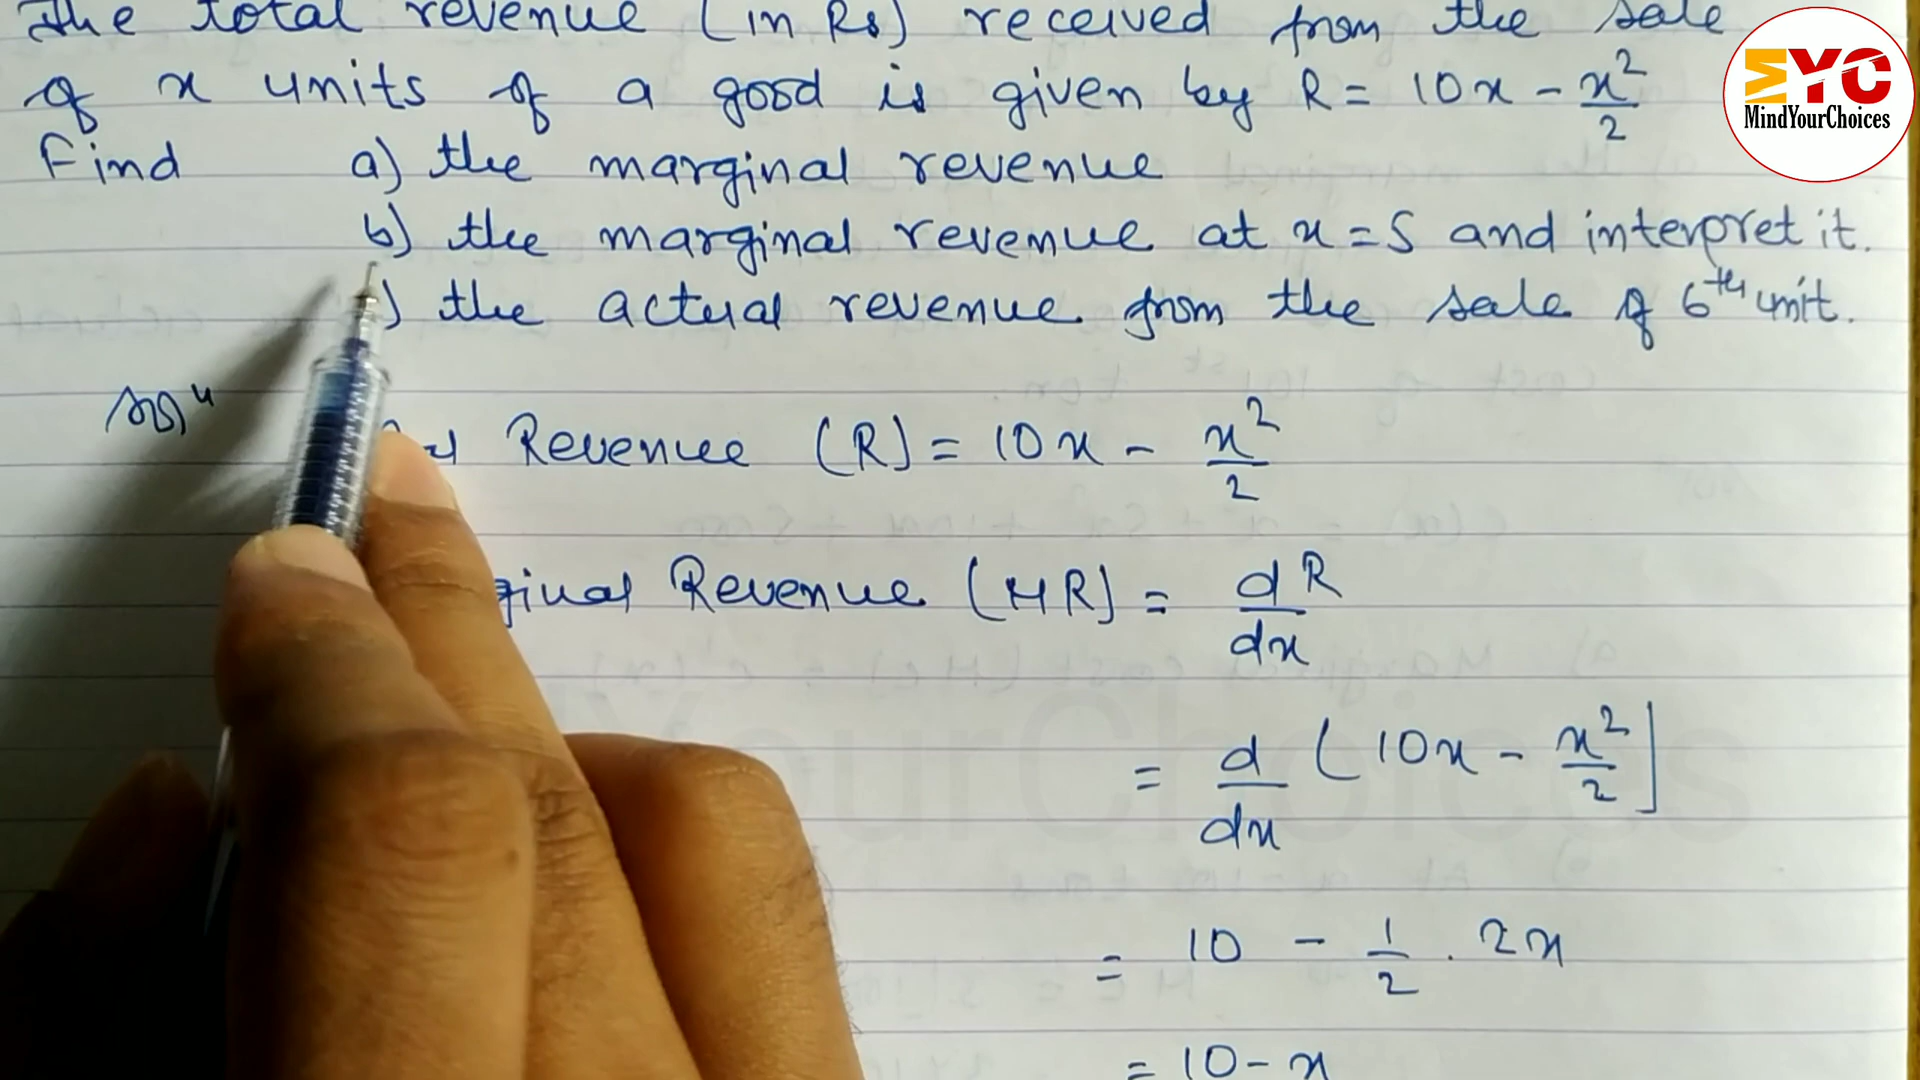 The total revenue (in Rs) received from the sale
of x units of a good is given by R = 10x - x²/2
Find a) the marginal revenue
b) the marginal revenue at x = 5 and interpret it.
) the actual revenue from the sale of 6th unit.
Solⁿ
Revenue (R) = 10x - x²/2
ginal Revenue (MR) = dR/dx
= d/dx (10x - x²/2]
= 10 - 1/2 . 2x
= 10 - x
MYC
MindYourChoices